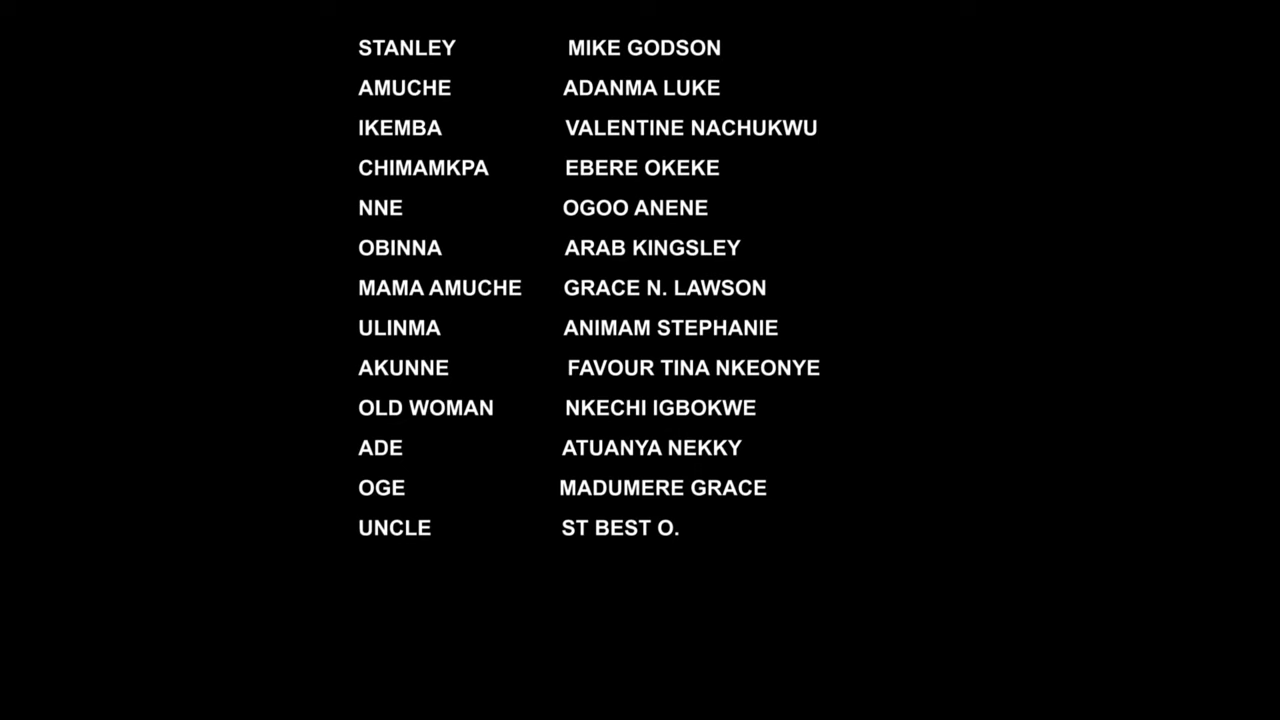 STANLEY MIKE GODSON
AMUCHE ADANMA LUKE
IKEMBA VALENTINE NACHUKWU
CHIMAMKPA EBERE OKEKE
NNE OGOO ANENE
OBINNA ARAB KINGSLEY
MAMA AMUCHE GRACE N. LAWSON
ULINMA ANIMAM STEPHANIE
AKUNNE FAVOUR TINA NKEONYE
OLD WOMAN NKECHI IGBOKWE
ADE ATUANYA NEKKY
OGE MADUMERE GRACE
UNCLE ST BEST O.